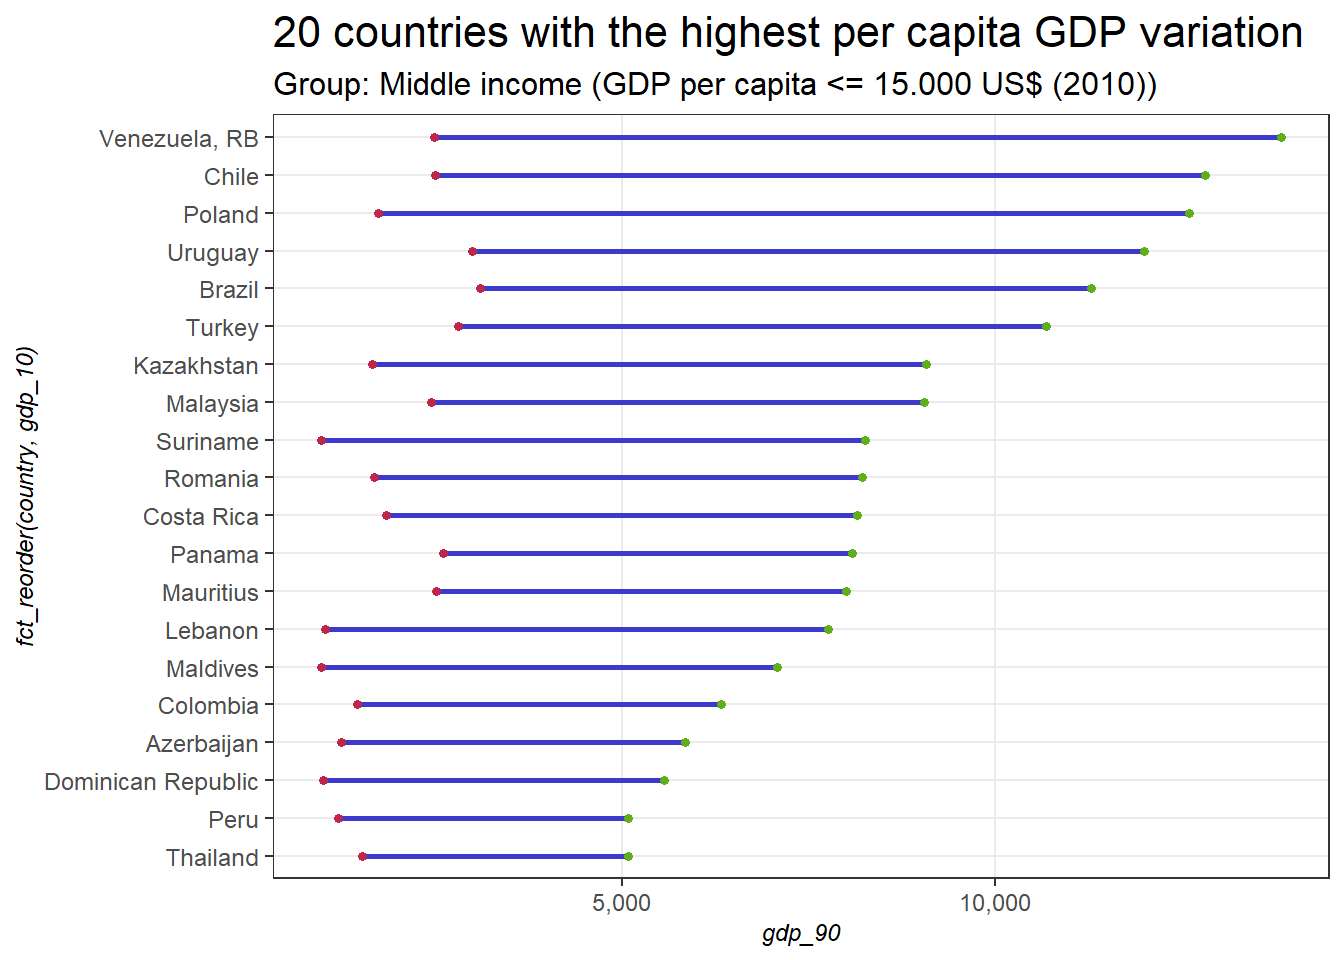 20 countries with the highest per capita GDP variation
Group: Middle income (GDP per capita <= 15.000 US$ (2010))
fct_reorder(country, gdp_10)
Venezuela, RB
Chile
Poland
Uruguay
Brazil
Turkey
Kazakhstan
Malaysia
Suriname
Romania
Costa Rica
Panama
Mauritius
Lebanon
Maldives
Colombia
Azerbaijan
Dominican Republic
Peru
Thailand
5,000
10,000
gdp_90